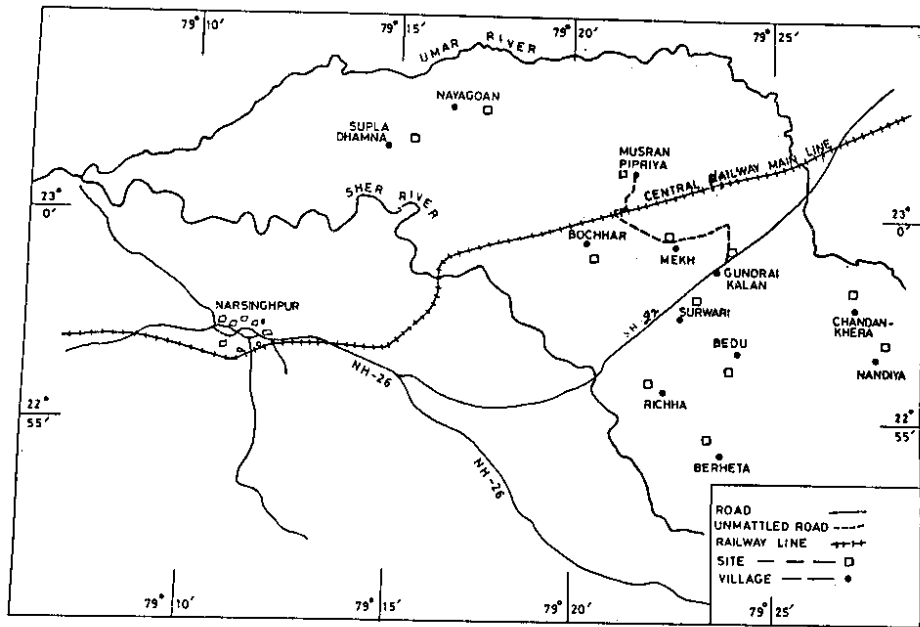 79° 10'
79° 15'
79° 20'
79° 25'
UMAR RIVER
NAYAGOAN
SUPLA
DHAMNA
MUSRAN
PIPRIYA
CENTRAL RAILWAY MAIN LINE
SHER RIVER
23°
0'
23°
0'
BOCHHAR
MEKH
GUNDRAI
KALAN
NARSINGHPUR
SH-22
SURWARI
CHANDAN-
KHERA
BEDU
NANDIYA
NH-26
RICHHA
22°
55'
22°
55'
BERHETA
NH-26
ROAD
UNMATTLED ROAD
RAILWAY LINE
SITE
VILLAGE
79° 10'
79° 15'
79° 20'
79° 25'